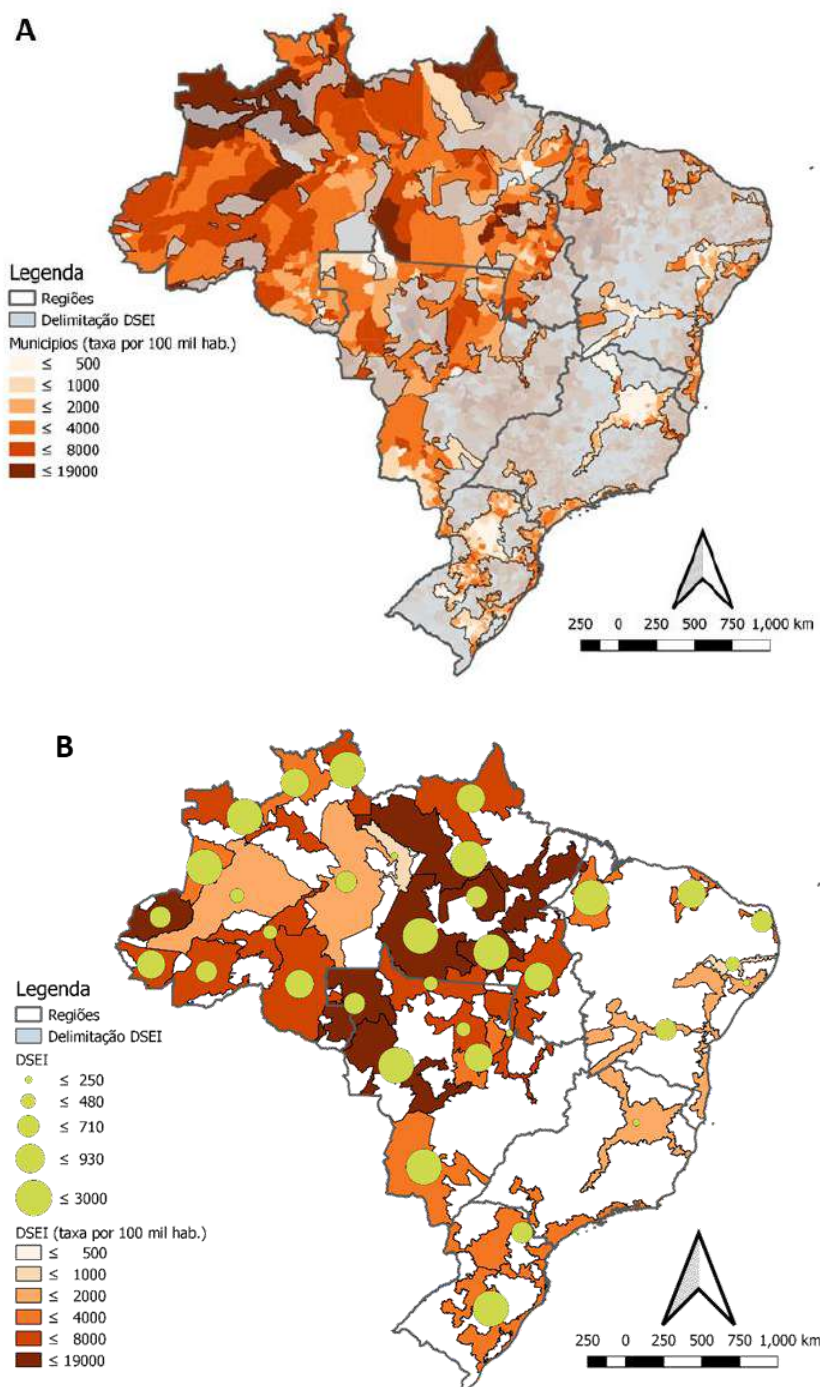 A
Legenda
Regiões
Delimitação DSEI
Municipios (taxa por 100 mil hab.)
≤ 500
≤ 1000
≤ 2000
≤ 4000
≤ 8000
≤ 19000
250 0 250 500 750 1,000 km
B
Legenda
Regiões
Delimitação DSEI
DSEI
≤ 250
≤ 480
≤ 710
≤ 930
≤ 3000
DSEI (taxa por 100 mil hab.)
≤ 500
≤ 1000
≤ 2000
≤ 4000
≤ 8000
≤ 19000
250 0 250 500 750 1,000 km